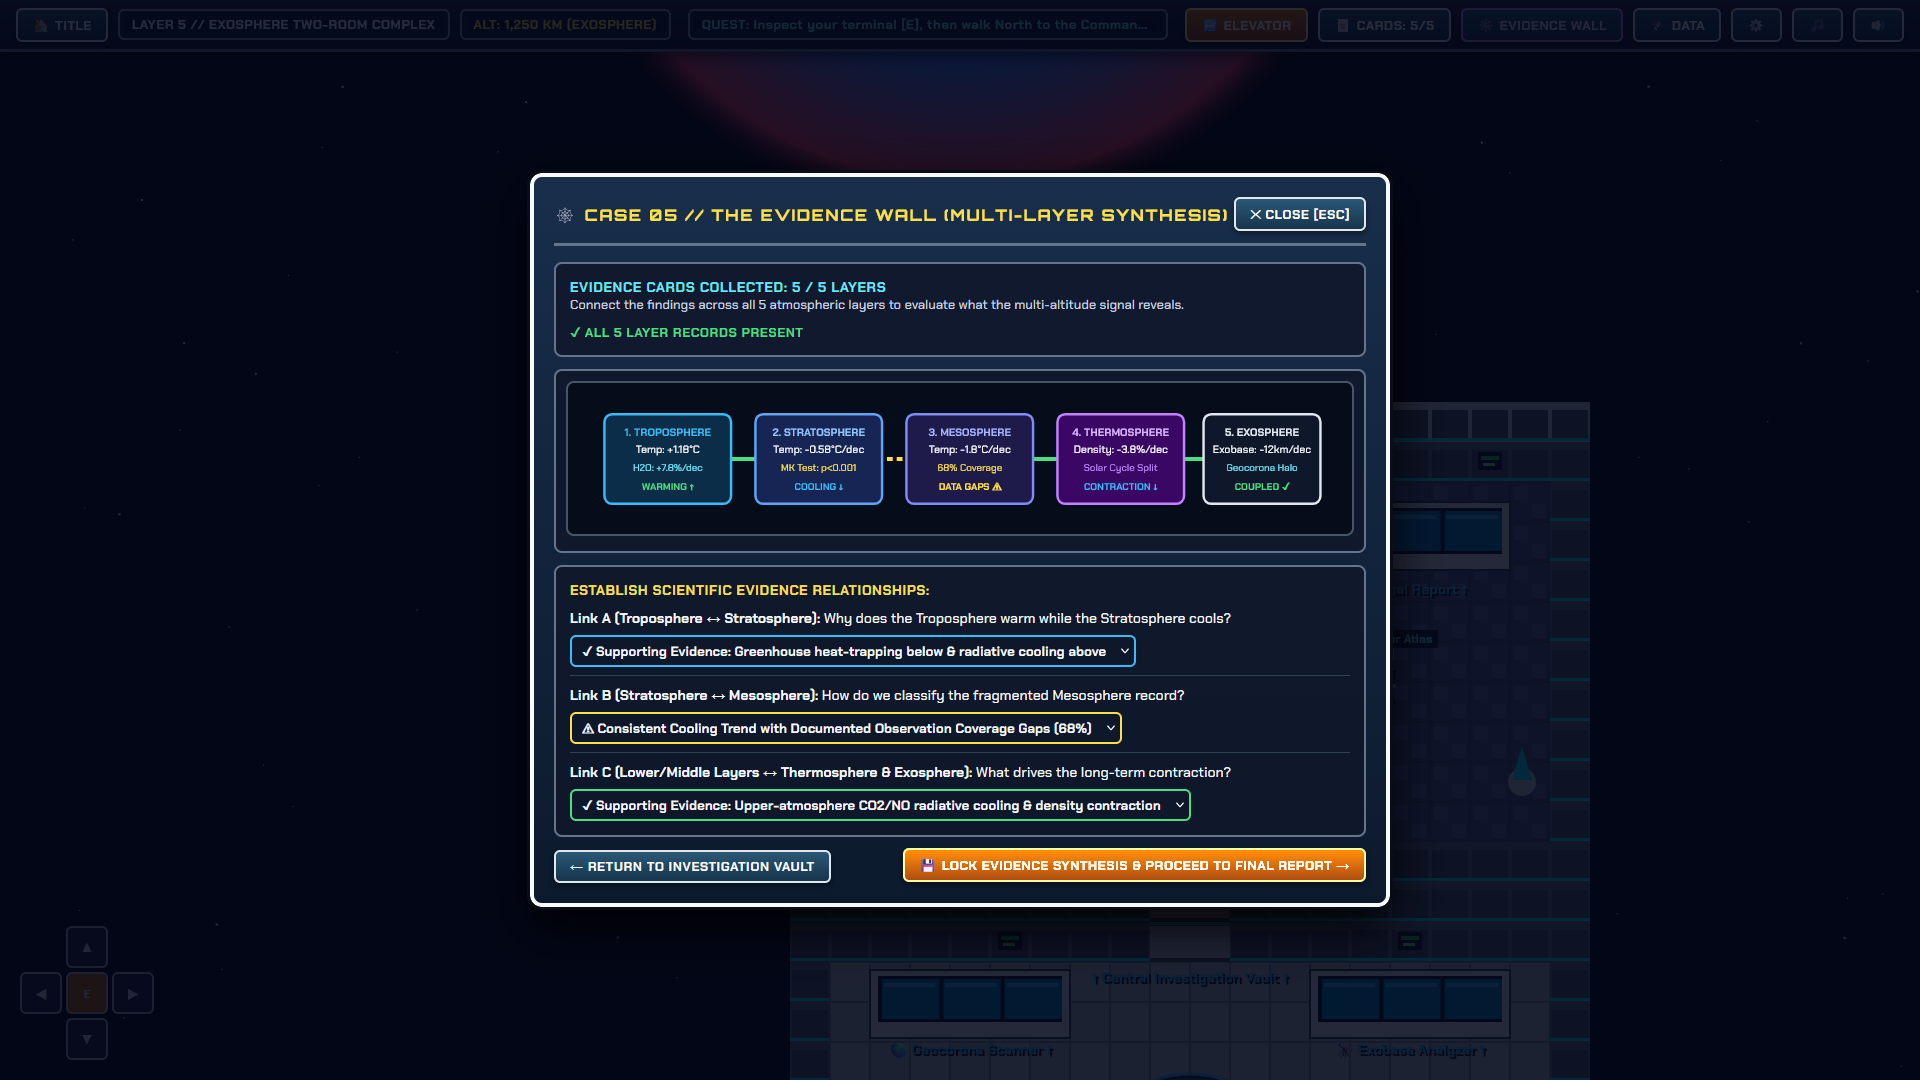 TITLE
LAYER 5 // EXOSPHERE TWO-ROOM COMPLEX
ALT: 1,250 KM (EXOSPHERE)
QUEST: Inspect your terminal [E], then walk North to the Comman...
ELEVATOR
CARDS: 5/5
EVIDENCE WALL
DATA
CASE 05 // THE EVIDENCE WALL (MULTI-LAYER SYNTHESIS)
✕ CLOSE [ESC]
EVIDENCE CARDS COLLECTED: 5 / 5 LAYERS
Connect the findings across all 5 atmospheric layers to evaluate what the multi-altitude signal reveals.
✓ ALL 5 LAYER RECORDS PRESENT
1. TROPOSPHERE
Temp: +1.18°C
H2O: +7.8%/dec
WARMING ↑
2. STRATOSPHERE
Temp: -0.58°C/dec
MK Test: p<0.001
COOLING ↓
3. MESOSPHERE
Temp: -1.8°C/dec
68% Coverage
DATA GAPS ⚠
4. THERMOSPHERE
Density: -3.8%/dec
Solar Cycle Split
CONTRACTION ↓
5. EXOSPHERE
Exobase: -12km/dec
Geocorona Halo
COUPLED ✓
ESTABLISH SCIENTIFIC EVIDENCE RELATIONSHIPS:
Link A (Troposphere ↔ Stratosphere): Why does the Troposphere warm while the Stratosphere cools?
✓ Supporting Evidence: Greenhouse heat-trapping below & radiative cooling above
Link B (Stratosphere ↔ Mesosphere): How do we classify the fragmented Mesosphere record?
⚠ Consistent Cooling Trend with Documented Observation Coverage Gaps (68%)
Link C (Lower/Middle Layers ↔ Thermosphere & Exosphere): What drives the long-term contraction?
✓ Supporting Evidence: Upper-atmosphere CO2/NO radiative cooling & density contraction
← RETURN TO INVESTIGATION VAULT
LOCK EVIDENCE SYNTHESIS & PROCEED TO FINAL REPORT →
Report ↑
Atlas
▲
◀ E ▶
▼
↑ Central Investigation Vault ↑
Geocorona Scanner ↑
Exobase Analyzer ↑